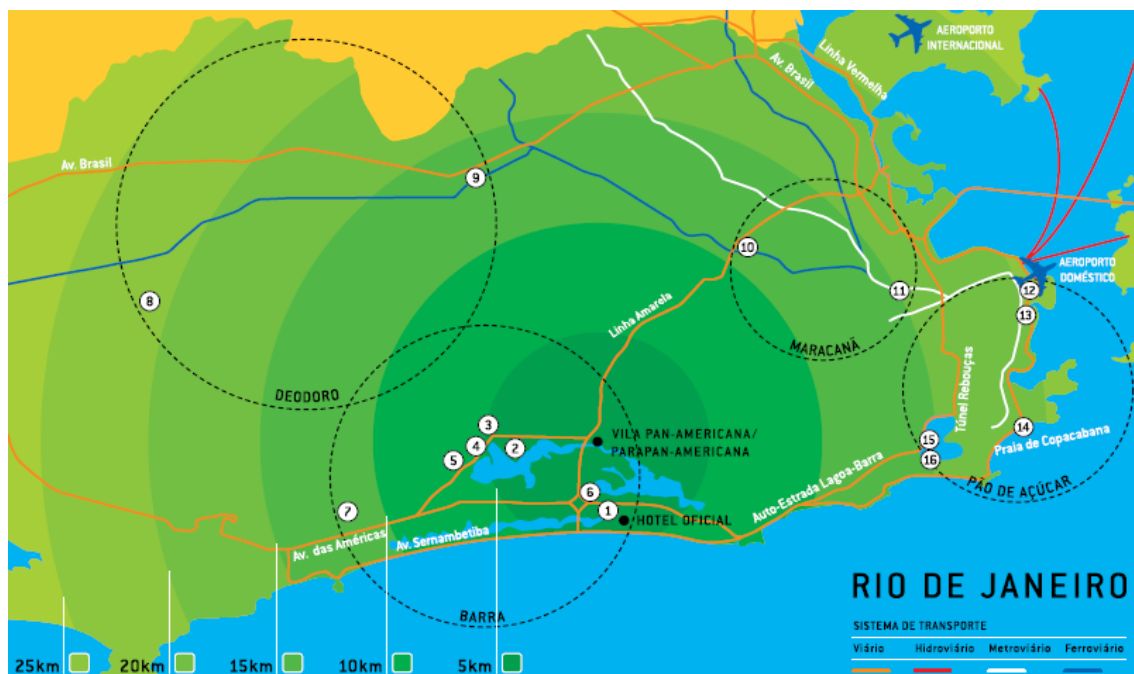 AEROPORTO
INTERNACIONAL
Linha Vermelha
Av. Brasil
Av. Brasil
9
10
8
11
AEROPORTO
DOMÉSTICO
12
13
Linha Amarela
MARACANÃ
DEODORO
Túnel Rebouças
3
4
2
5
VILA PAN-AMERICANA/
PARAPAN-AMERICANA
14
Praia de Copacabana
15
16
6
7
1
HOTEL OFICIAL
Auto-Estrada Lagoa-Barra
PÃO DE AÇÚCAR
Av. das Américas
Av. Sernambetiba
BARRA
RIO DE JANEIRO
SISTEMA DE TRANSPORTE
Viário Hidroviário Metroviário Ferroviário
25km 20km 15km 10km 5km